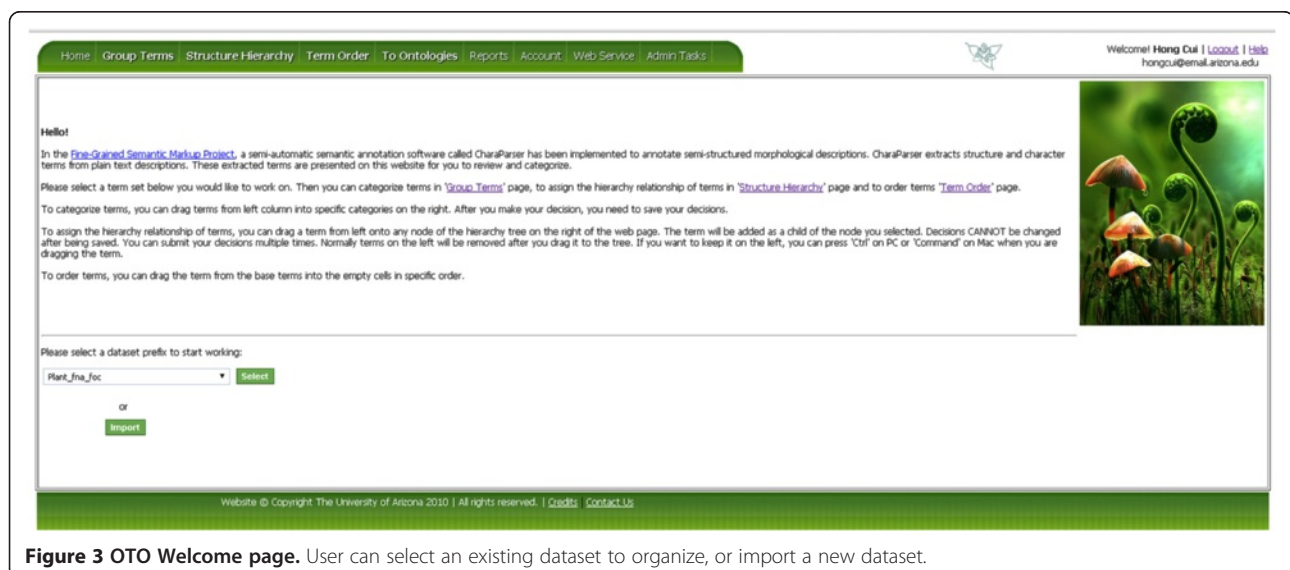 Home Group Terms Structure Hierarchy Term Order To Ontologies Reports Account Web Service Admin Tasks
Welcome! Hong Cui | Logout | Help
hongcui@email.arizona.edu
Hello!
In the Fine-Grained Semantic Markup Project, a semi-automatic semantic annotation software called CharaParser has been implemented to annotate semi-structured morphological descriptions. CharaParser extracts structure and character
terms from plain text descriptions. These extracted terms are presented on this website for you to review and categorize.
Please select a term set below you would like to work on. Then you can categorize terms in 'Group Terms' page, to assign the hierarchy relationship of terms in 'Structure Hierarchy' page and to order terms 'Term Order' page.
To categorize terms, you can drag terms from left column into specific categories on the right. After you make your decision, you need to save your decisions.
To assign the hierarchy relationship of terms, you can drag a term from left onto any node of the hierarchy tree on the right of the web page. The term will be added as a child of the node you selected. Decisions CANNOT be changed
after being saved. You can submit your decisions multiple times. Normally terms on the left will be removed after you drag it to the tree. If you want to keep it on the left, you can press 'Ctrl' on PC or 'Command' on Mac when you are
dragging the term.
To order terms, you can drag the term from the base terms into the empty cells in specific order.
Please select a dataset prefix to start working:
Plant_fna_foc Select
or
Import
Website © Copyright The University of Arizona 2010 | All rights reserved. | Credits | Contact Us
Figure 3 OTO Welcome page. User can select an existing dataset to organize, or import a new dataset.